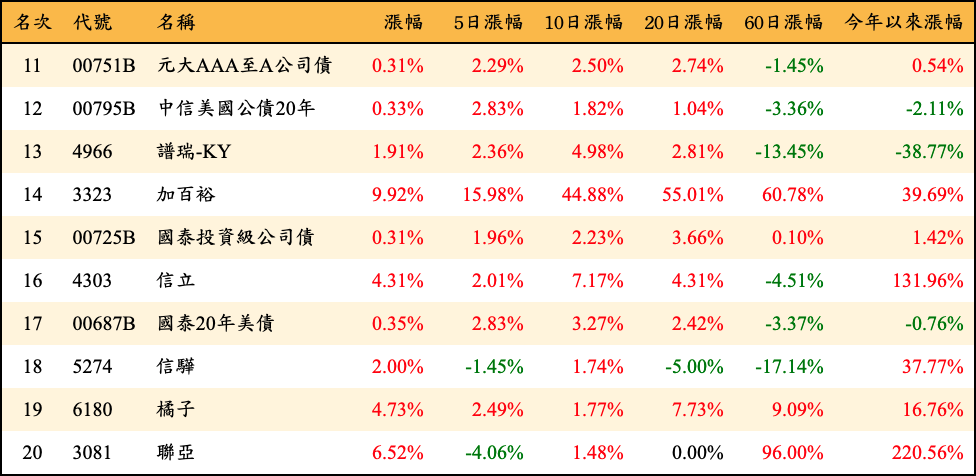 名次 代號 名稱 漲幅 5日漲幅 10日漲幅 20日漲幅 60日漲幅 今年以來漲幅
11 00751B 元大AAA至A公司債 0.31% 2.29% 2.50% 2.74% -1.45% 0.54%
12 00795B 中信美國公債20年 0.33% 2.83% 1.82% 1.04% -3.36% -2.11%
13 4966 譜瑞-KY 1.91% 2.36% 4.98% 2.81% -13.45% -38.77%
14 3323 加百裕 9.92% 15.98% 44.88% 55.01% 60.78% 39.69%
15 00725B 國泰投資級公司債 0.31% 1.96% 2.23% 3.66% 0.10% 1.42%
16 4303 信立 4.31% 2.01% 7.17% 4.31% -4.51% 131.96%
17 00687B 國泰20年美債 0.35% 2.83% 3.27% 2.42% -3.37% -0.76%
18 5274 信驊 2.00% -1.45% 1.74% -5.00% -17.14% 37.77%
19 6180 橘子 4.73% 2.49% 1.77% 7.73% 9.09% 16.76%
20 3081 聯亞 6.52% -4.06% 1.48% 0.00% 96.00% 220.56%